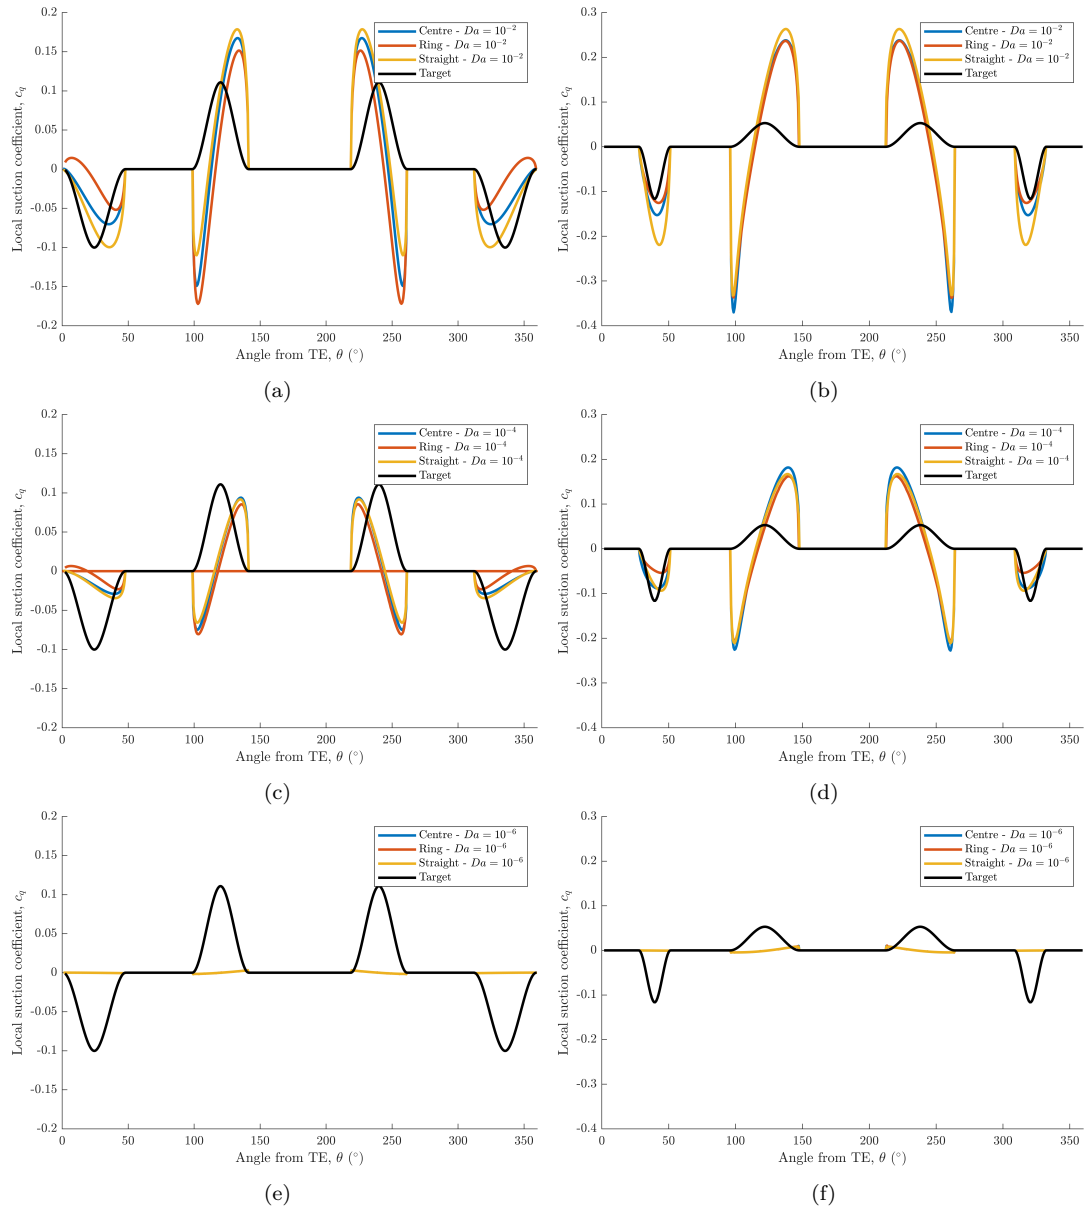 0.2
0.15
0.1
0.05
0
-0.05
-0.1
-0.15
-0.2
Local suction coefficient, c_q
0 50 100 150 200 250 300 350
Angle from TE, θ (°)
Centre - Da = 10⁻²
Ring - Da = 10⁻²
Straight - Da = 10⁻²
Target
(a)
0.3
0.2
0.1
0
-0.1
-0.2
-0.3
-0.4
Local suction coefficient, c_q
0 50 100 150 200 250 300 350
Angle from TE, θ (°)
Centre - Da = 10⁻²
Ring - Da = 10⁻²
Straight - Da = 10⁻²
Target
(b)
0.2
0.15
0.1
0.05
0
-0.05
-0.1
-0.15
-0.2
Local suction coefficient, c_q
0 50 100 150 200 250 300 350
Angle from TE, θ (°)
Centre - Da = 10⁻⁴
Ring - Da = 10⁻⁴
Straight - Da = 10⁻⁴
Target
(c)
0.3
0.2
0.1
0
-0.1
-0.2
-0.3
-0.4
Local suction coefficient, c_q
0 50 100 150 200 250 300 350
Angle from TE, θ (°)
Centre - Da = 10⁻⁴
Ring - Da = 10⁻⁴
Straight - Da = 10⁻⁴
Target
(d)
0.2
0.15
0.1
0.05
0
-0.05
-0.1
-0.15
-0.2
Local suction coefficient, c_q
0 50 100 150 200 250 300 350
Angle from TE, θ (°)
Centre - Da = 10⁻⁶
Ring - Da = 10⁻⁶
Straight - Da = 10⁻⁶
Target
(e)
0.3
0.2
0.1
0
-0.1
-0.2
-0.3
-0.4
Local suction coefficient, c_q
0 50 100 150 200 250 300 350
Angle from TE, θ (°)
Centre - Da = 10⁻⁶
Ring - Da = 10⁻⁶
Straight - Da = 10⁻⁶
Target
(f)